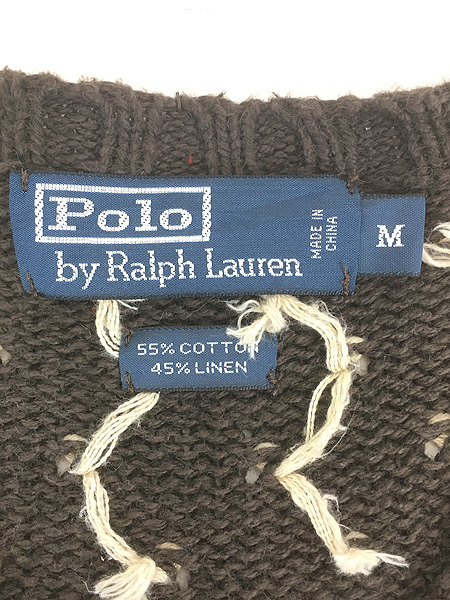 Polo
by Ralph Lauren
MADE IN
CHINA
M
55% COTTON
45% LINEN